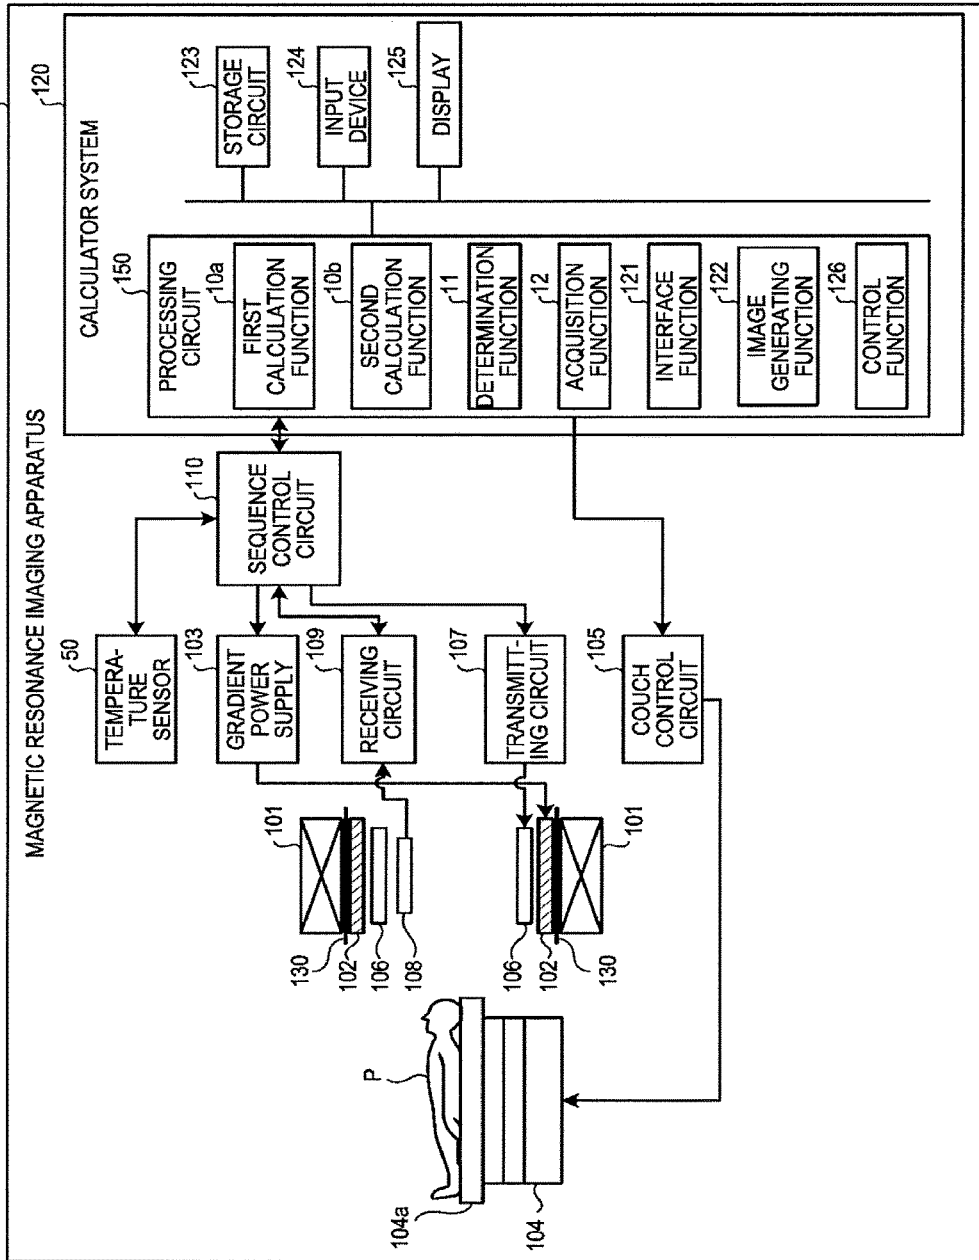 MAGNETIC RESONANCE IMAGING APPARATUS
120
CALCULATOR SYSTEM
150
PROCESSING
CIRCUIT
10a
FIRST
CALCULATION
FUNCTION
10b
SECOND
CALCULATION
FUNCTION
11
DETERMINATION
FUNCTION
12
ACQUISITION
FUNCTION
121
INTERFACE
FUNCTION
122
IMAGE
GENERATING
FUNCTION
126
CONTROL
FUNCTION
123
STORAGE
CIRCUIT
124
INPUT
DEVICE
125
DISPLAY
110
SEQUENCE
CONTROL
CIRCUIT
50
TEMPERA-
TURE
SENSOR
103
GRADIENT
POWER
SUPPLY
109
RECEIVING
CIRCUIT
107
TRANSMITT-
ING CIRCUIT
105
COUCH
CONTROL
CIRCUIT
101
130
102
106
108
106
102
130
101
P
104a
104